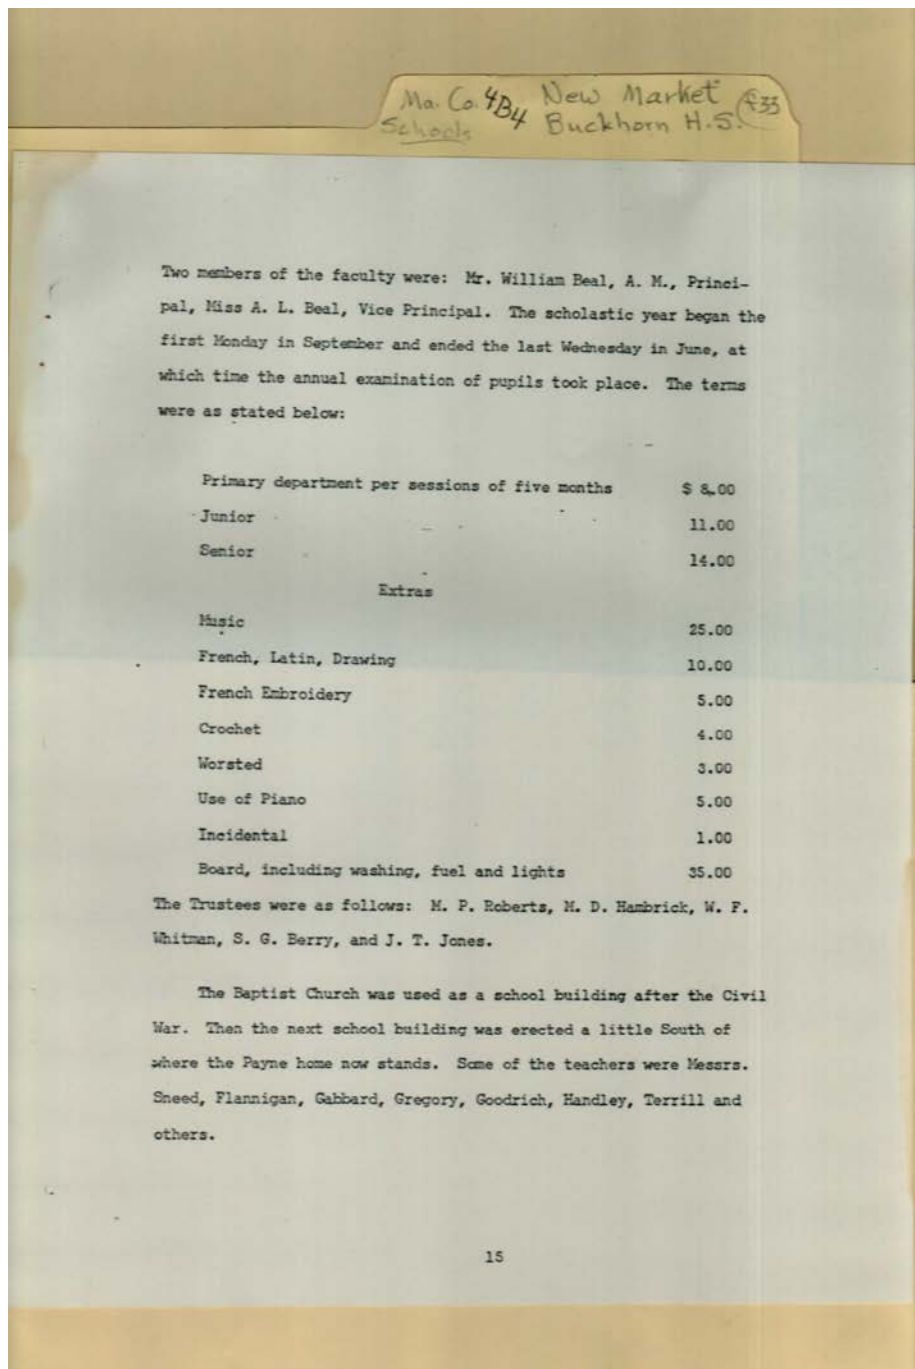 Ma. Co. 4B4 New Market 433
Schools Buckhorn H.S.
Two members of the faculty were: Mr. William Beal, A. M., Princi-
pal, Miss A. L. Beal, Vice Principal. The scholastic year began the
first Monday in September and ended the last Wednesday in June, at
which time the annual examination of pupils took place. The terms
were as stated below:
Primary department per sessions of five months $ 8.00
Junior 11.00
Senior 14.00
Extras
Music 25.00
French, Latin, Drawing 10.00
French Embroidery 5.00
Crochet 4.00
Worsted 3.00
Use of Piano 5.00
Incidental 1.00
Board, including washing, fuel and lights 35.00
The Trustees were as follows: M. P. Roberts, M. D. Hambrick, W. F.
Whitman, S. G. Berry, and J. T. Jones.
The Baptist Church was used as a school building after the Civil
War. Then the next school building was erected a little South of
where the Payne home now stands. Some of the teachers were Messrs.
Sneed, Flannigan, Gabbard, Gregory, Goodrich, Handley, Terrill and
others.
15